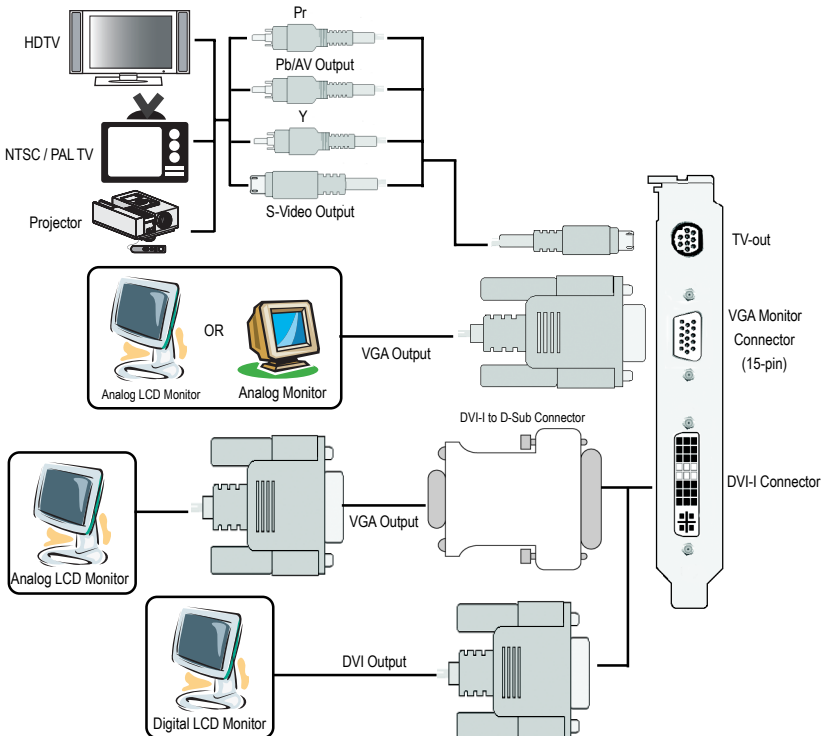 Pr
HDTV
Pb/AV Output
Y
NTSC / PAL TV
S-Video Output
Projector
TV-out
VGA Monitor
Connector
(15-pin)
OR
VGA Output
Analog LCD Monitor
Analog Monitor
DVI-I to D-Sub Connector
DVI-I Connector
VGA Output
Analog LCD Monitor
DVI Output
Digital LCD Monitor